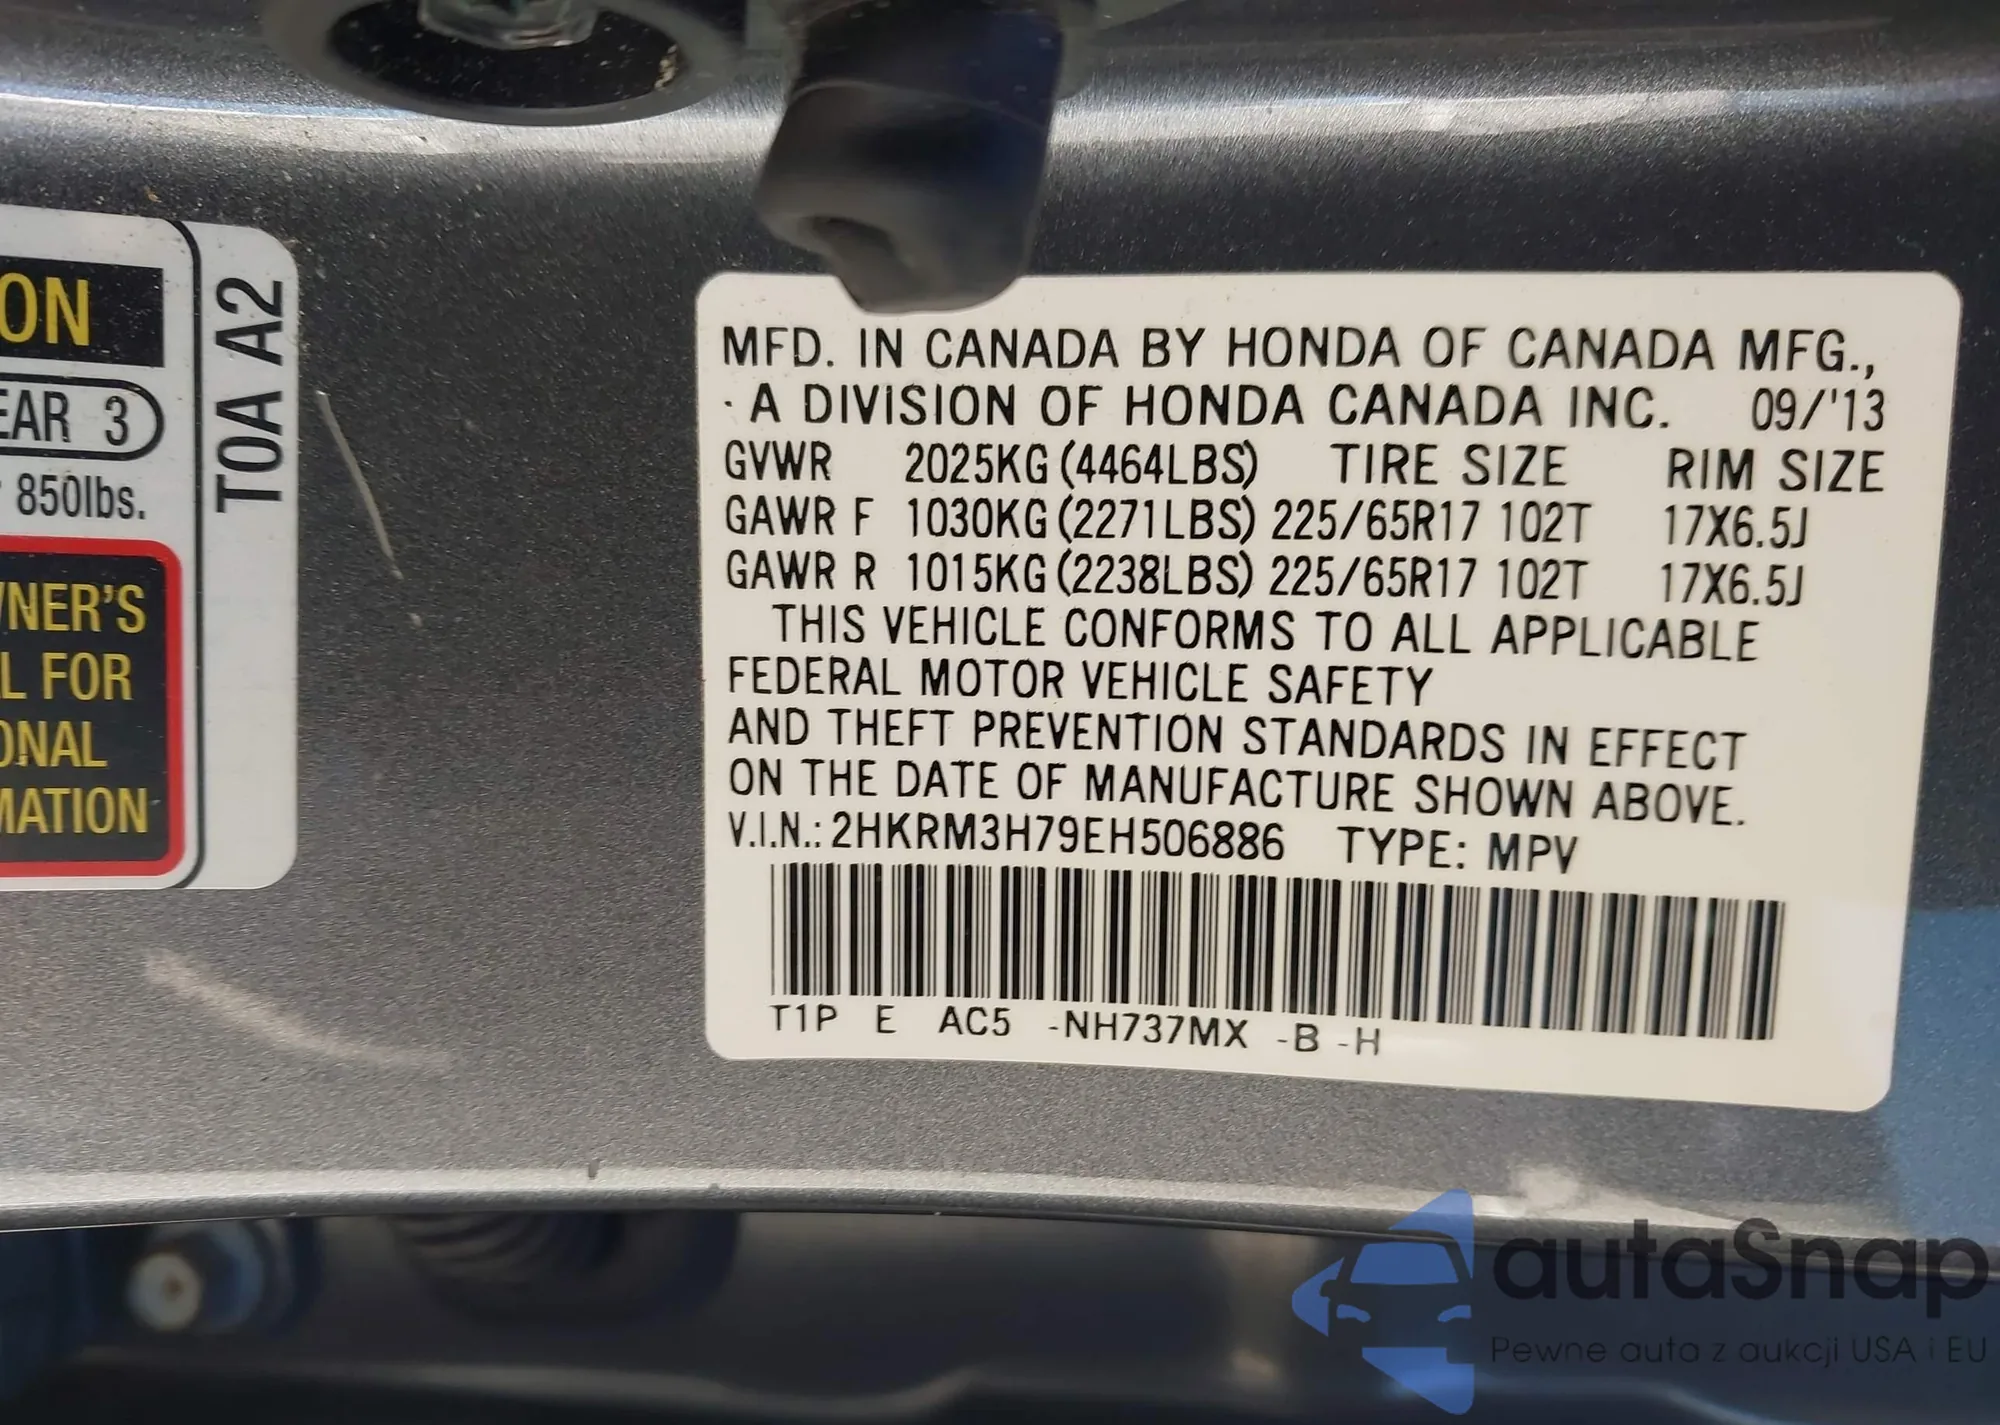 ON
EAR 3
850lbs.
WNER'S
L FOR
ONAL
MATION
T0A A2
MFD. IN CANADA BY HONDA OF CANADA MFG.,
A DIVISION OF HONDA CANADA INC. 09/'13
GVWR 2025KG (4464LBS) TIRE SIZE RIM SIZE
GAWR F 1030KG (2271LBS) 225/65R17 102T 17X6.5J
GAWR R 1015KG (2238LBS) 225/65R17 102T 17X6.5J
THIS VEHICLE CONFORMS TO ALL APPLICABLE
FEDERAL MOTOR VEHICLE SAFETY
AND THEFT PREVENTION STANDARDS IN EFFECT
ON THE DATE OF MANUFACTURE SHOWN ABOVE.
V.I.N.: 2HKRM3H79EH506886 TYPE: MPV
T1P E AC5 -NH737MX -B -H
autaSnap
Pewne auta z aukcji USA i EU